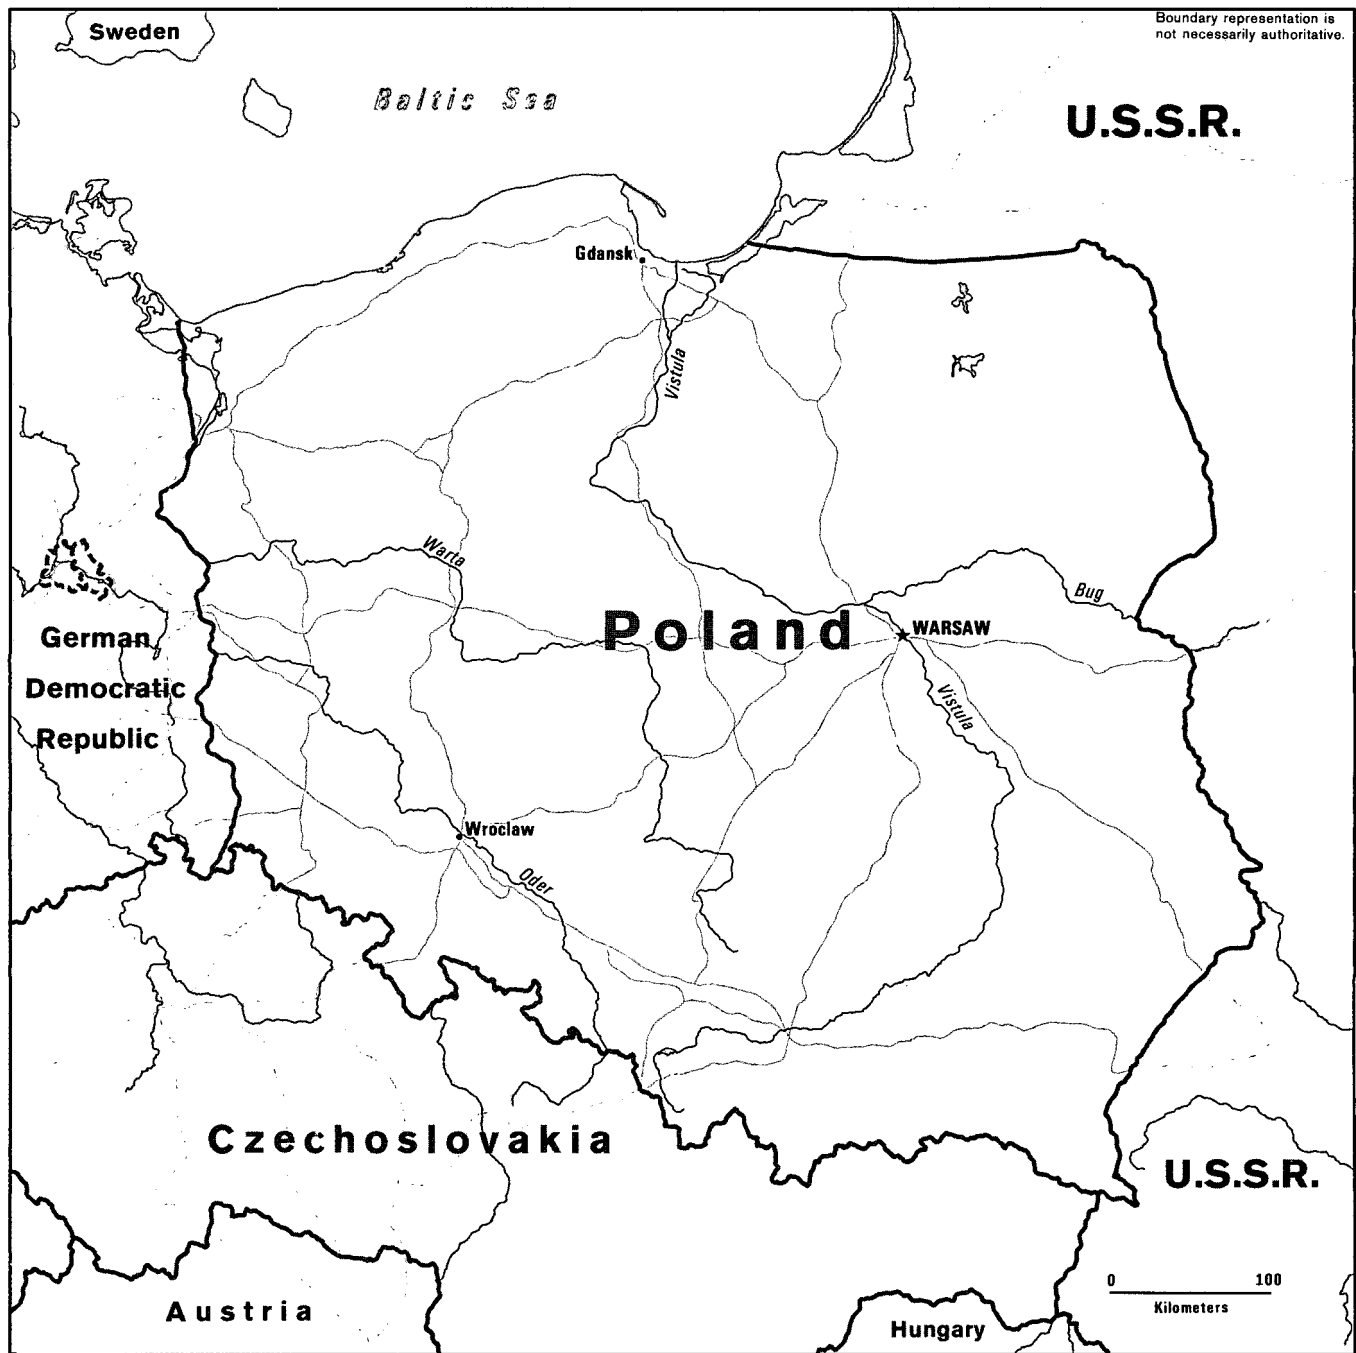 Boundary representation is
not necessarily authoritative.
Sweden
Baltic Sea
U.S.S.R.
Gdansk
Vistula
Warta
Bug
Poland
WARSAW
German
Democratic
Republic
Vistula
Wroclaw
Oder
Czechoslovakia
U.S.S.R.
0 100
Kilometers
Austria
Hungary